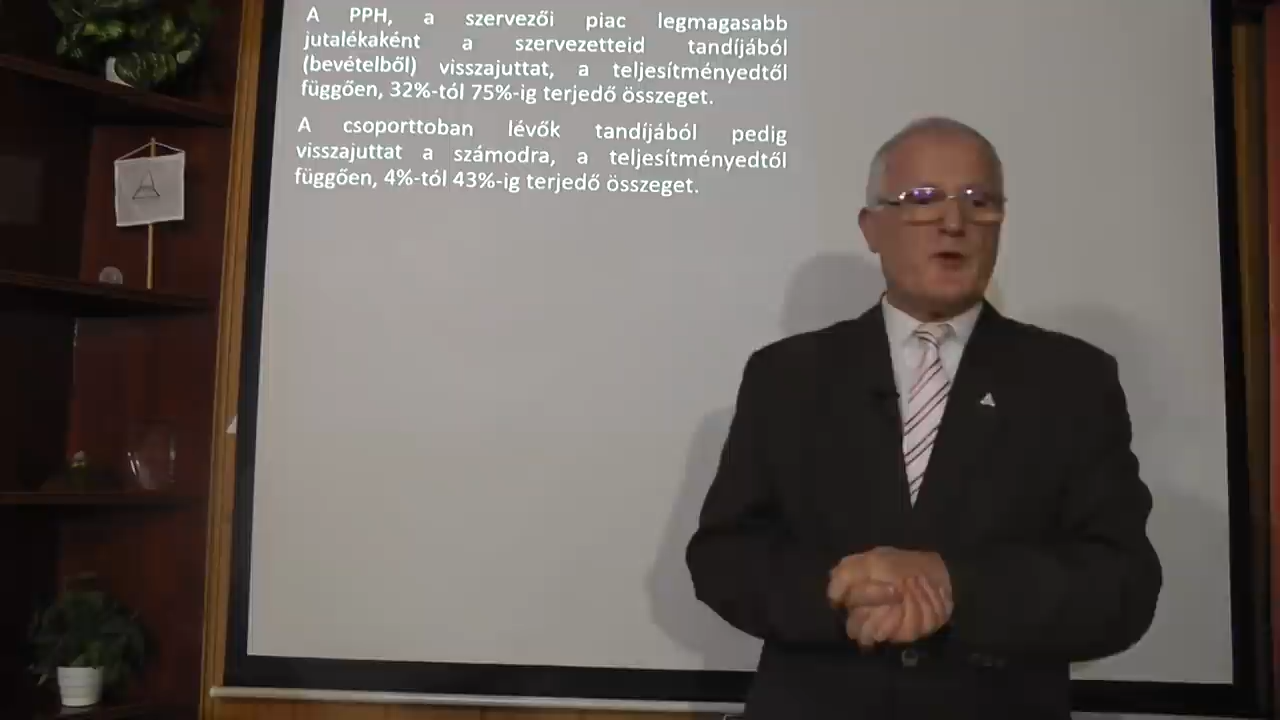 A PPH, a szervezői piac legmagasabb
jutalékaként a szervezetteid tandíjából
(bevételből) visszajuttat, a teljesítményedtől
függően, 32%-tól 75%-ig terjedő összeget.
A csoporttoban lévők tandíjából pedig
visszajuttat a számodra, a teljesítményedtől
függően, 4%-tól 43%-ig terjedő összeget.